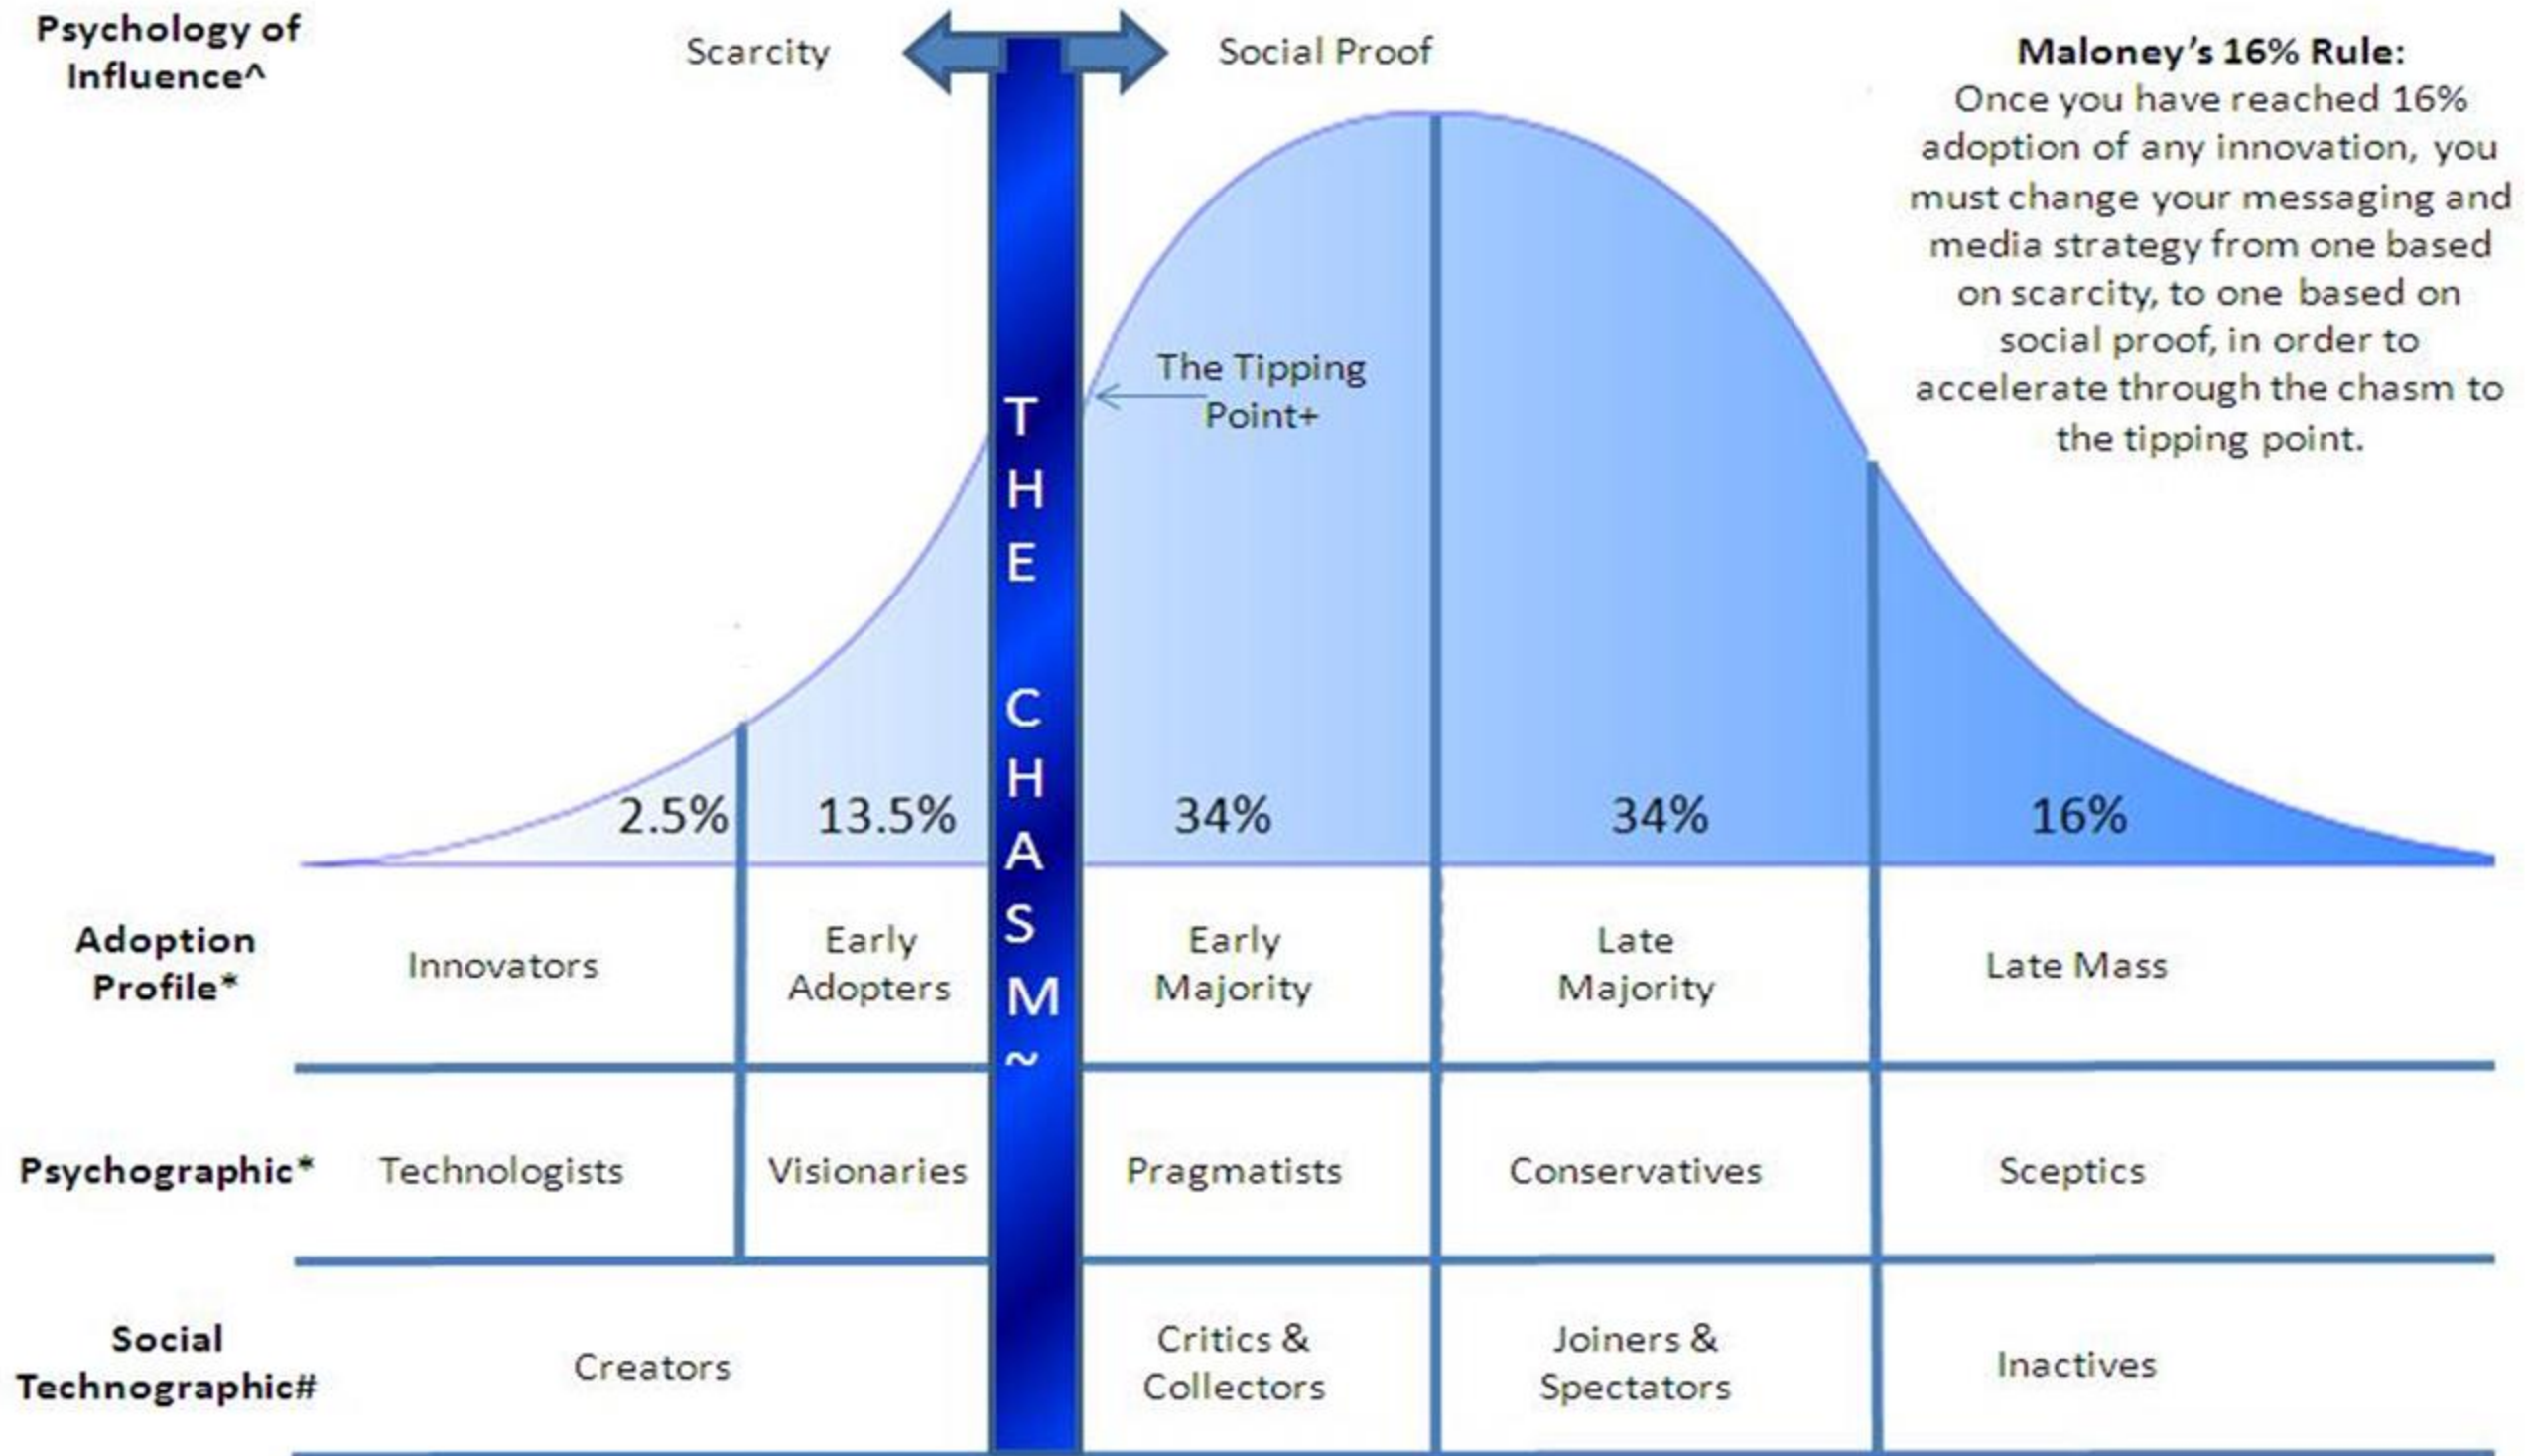 Psychology of
Influence^
Scarcity
Social Proof
Maloney's 16% Rule:
Once you have reached 16%
adoption of any innovation, you
must change your messaging and
media strategy from one based
on scarcity, to one based on
social proof, in order to
accelerate through the chasm to
the tipping point.
The Tipping
Point+
T
H
E
C
H
A
S
M
~
2.5%
13.5%
34%
34%
16%
Adoption
Profile*
Innovators
Early
Adopters
Early
Majority
Late
Majority
Late Mass
Psychographic*
Technologists
Visionaries
Pragmatists
Conservatives
Sceptics
Social
Technographic#
Creators
Critics &
Collectors
Joiners &
Spectators
Inactives